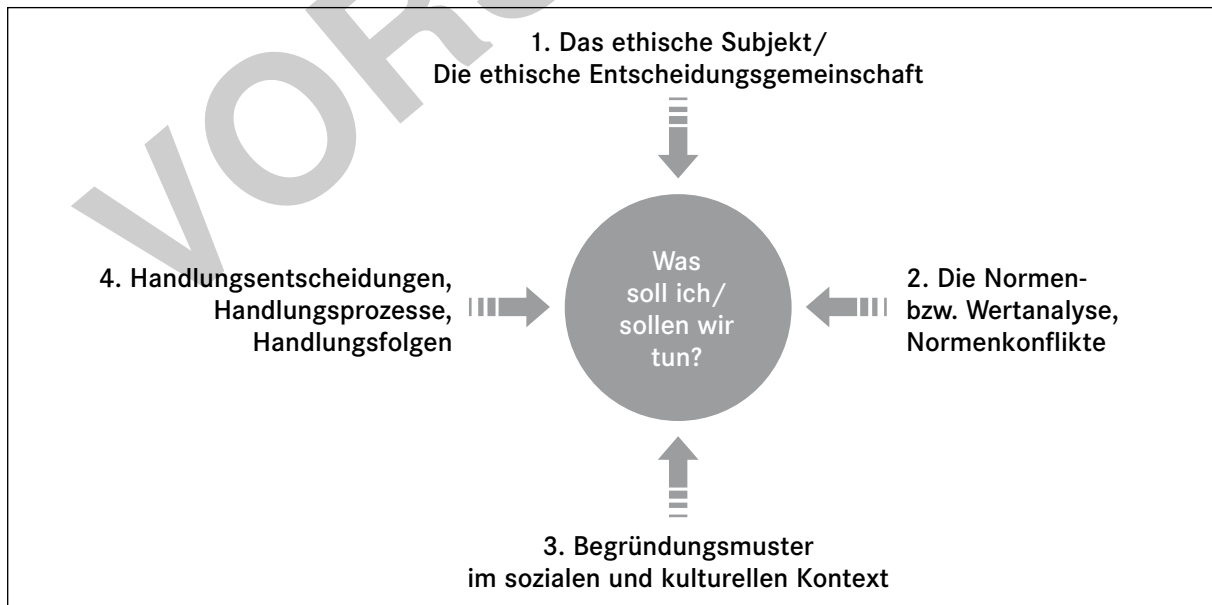 VORS
1. Das ethische Subjekt/
Die ethische Entscheidungsgemeinschaft
Was
soll ich/
sollen wir
tun?
2. Die Normen-
bzw. Wertanalyse,
Normenkonflikte
3. Begründungsmuster
im sozialen und kulturellen Kontext
4. Handlungsentscheidungen,
Handlungsprozesse,
Handlungsfolgen